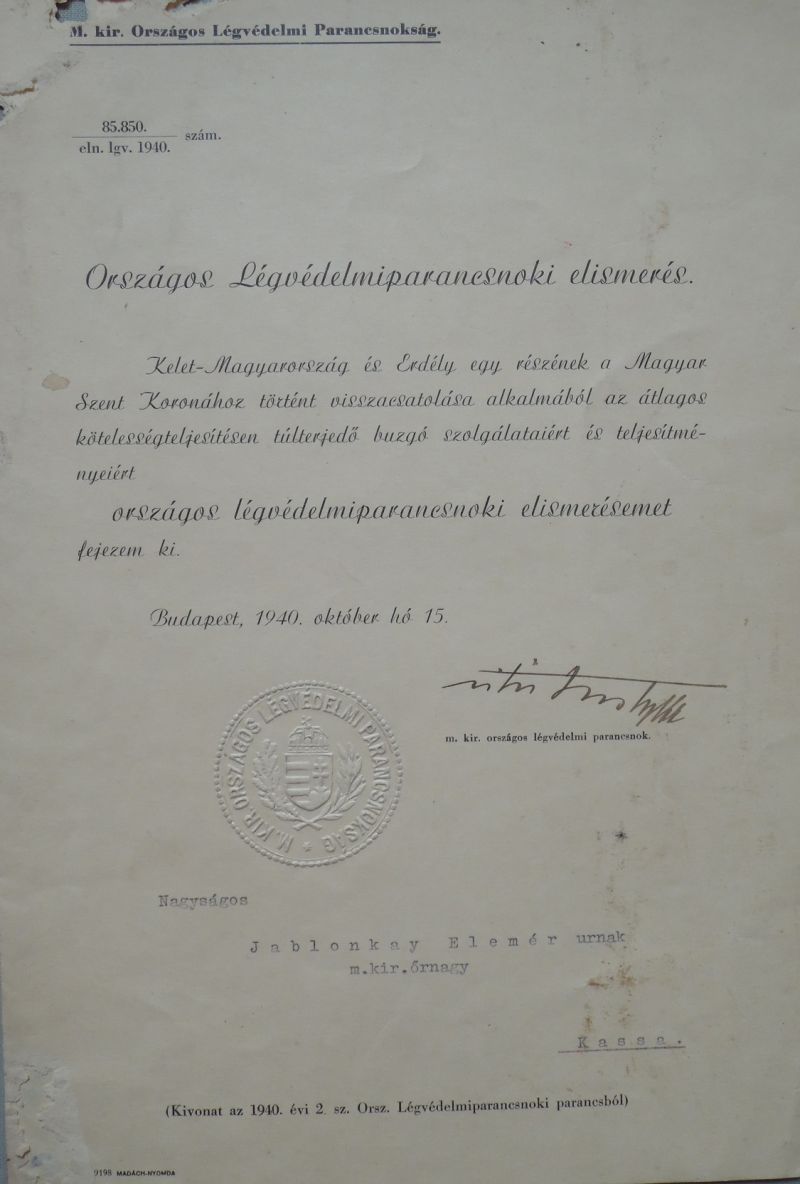 M. kir. Országos Légvédelmi Parancsnokság.
85.850.
eln. lgv. 1940. szám.
Országos Légvédelmiparancsnoki elismerés.
Kelet-Magyarország és Erdély egy részének a Magyar
Szent Koronához történt visszacsatolása alkalmából az átlagos
kötelességteljesítésen túlterjedő buzgó szolgálataiért és teljesítmé-
nyeiért
országos légvédelmiparancsnoki elismerésemet
fejezem ki.
Budapest, 1940. október hó 15.
m. kir. országos légvédelmi parancsnok.
M. KIR. ORSZÁGOS LÉGVÉDELMI PARANCSNOKSÁG *
Nagyságos
Jablonkay Elemér urnak
m.kir.őrnagy
Kassa.
(Kivonat az 1940. évi 2. sz. Orsz. Légvédelmiparancsnoki parancsból)
9198 MADÁCH-NYOMDA